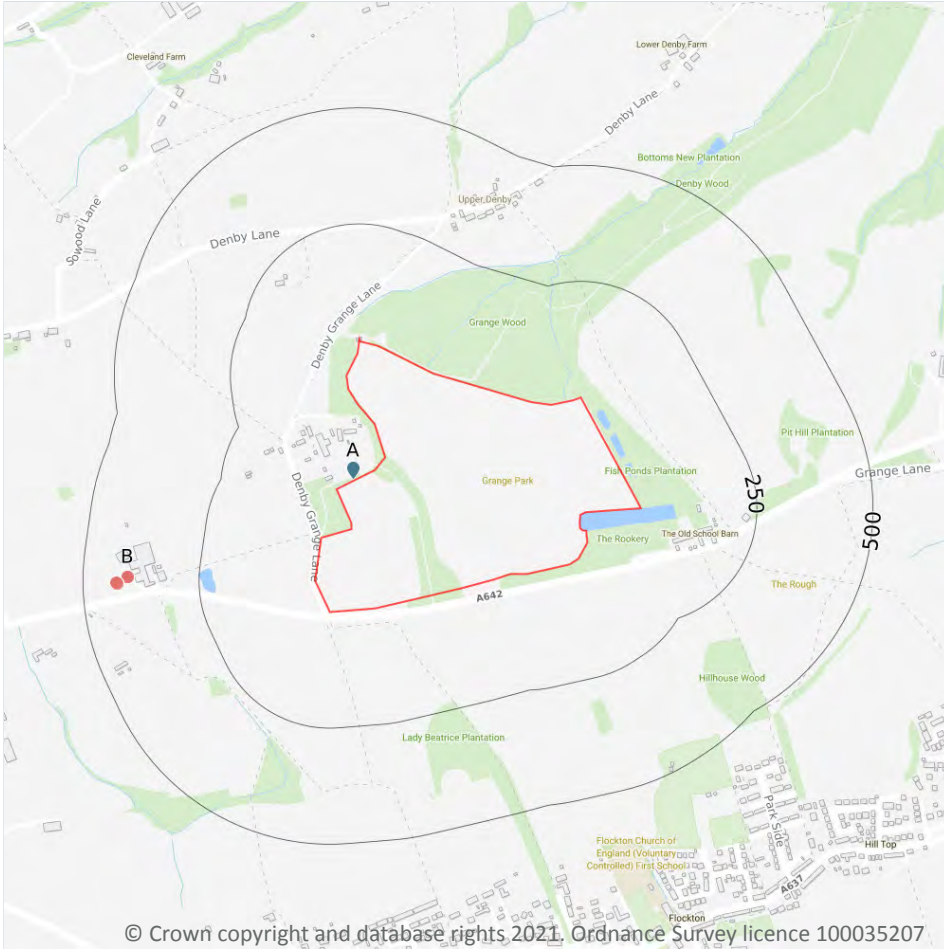 Cleveland Farm
Lower Denby Farm
Denby Lane
Bottoms New Plantation
Denby Wood
Upper Denby
Sowood Lane
Denby Lane
Denby Grange Lane
Grange Wood
Pit Hill Plantation
A
Grange Park
Fish Ponds Plantation
Grange Lane
250
500
Denby Grange Lane
The Old School Barn
The Rookery
B
The Rough
A642
Hillhouse Wood
Lady Beatrice Plantation
Park Side
Flockton Church of
England (Voluntary
Controlled) First School
Hill Top
A637
Flockton
© Crown copyright and database rights 2021. Ordnance Survey licence 100035207